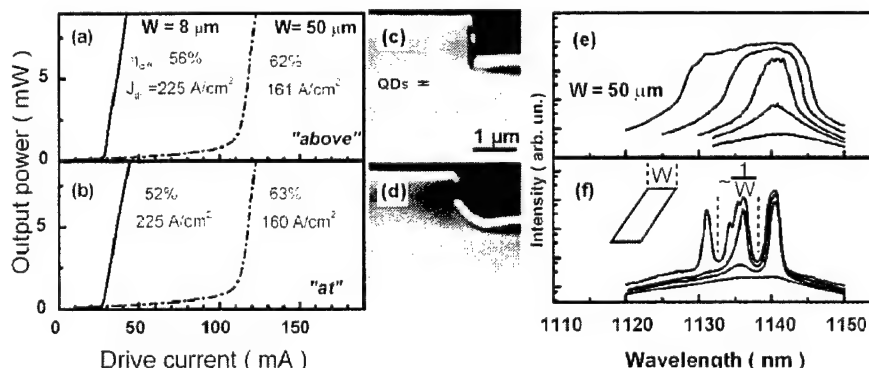 (a)
W = 8 µm
W= 50 µm
56%
62%
=225 A/cm²
161 A/cm²
"above"
(b)
52%
63%
225 A/cm²
160 A/cm²
"at"
5
0
5
0
0
50
100
150
Output power ( mW )
Drive current ( mA )
(c)
QDs =
1 µm
(d)
(e)
W = 50 µm
(f)
W
~ 1/W
Intensity ( arb. un.)
1110
1120
1130
1140
1150
Wavelength ( nm )